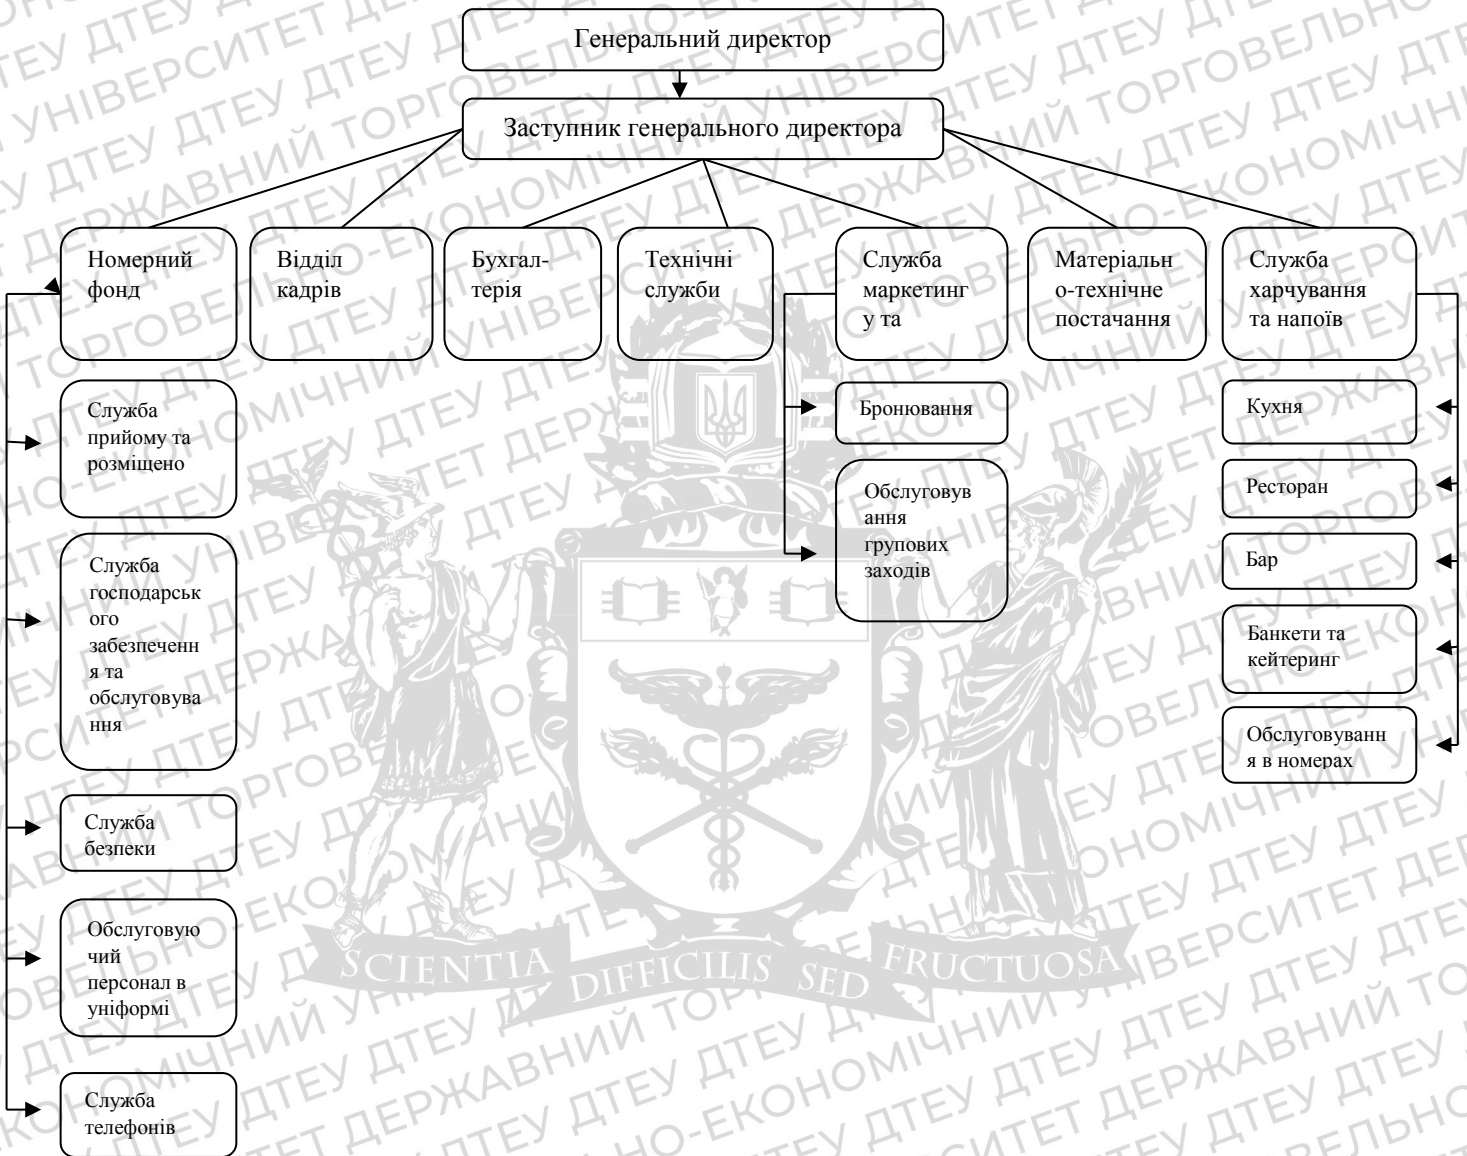 Генеральний директор
Заступник генерального директора
Номерний
фонд
Відділ
кадрів
Бухгал-
терія
Технічні
служби
Служба
маркетинг
у та
Матеріальн
о-технічне
постачання
Служба
харчування
та напоїв
Служба
прийому та
розміщено
Служба
господарськ
ого
забезпеченн
я та
обслуговува
ння
Служба
безпеки
Обслуговую
чий
персонал в
уніформі
Служба
телефонів
Бронювання
Обслуговув
ання
групових
заходів
Кухня
Ресторан
Бар
Банкети та
кейтеринг
Обслуговуванн
я в номерах
SCIENTIA DIFFICILIS SED FRUCTUOSA